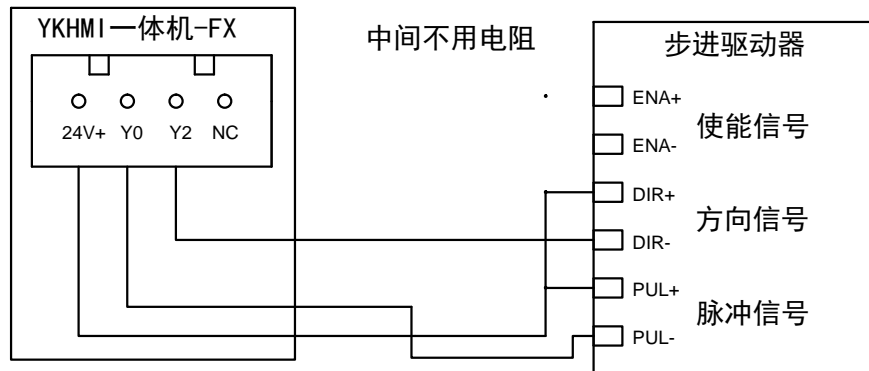 YKHMI一体机-FX
中间不用电阻
步进驱动器
24V+ Y0 Y2 NC
ENA+
使能信号
ENA-
DIR+
方向信号
DIR-
PUL+
脉冲信号
PUL-